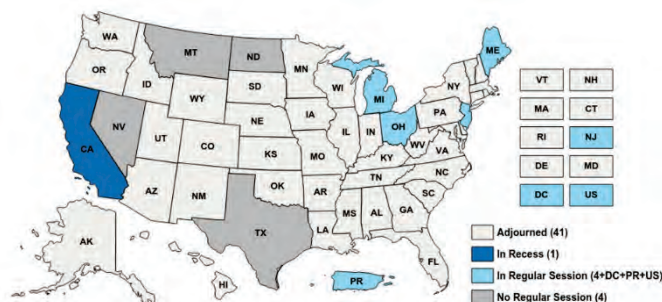 WA
MT
ND
ME
OR
MN
ID
SD
WI
NY
WY
MI
NE
IA
PA
NV
IL
IN
OH
CA
UT
CO
WV
VA
KS
MO
KY
NC
TN
AZ
NM
OK
AR
SC
MS
AL
GA
TX
LA
AK
FL
HI
PR
VT NH
MA CT
RI NJ
DE MD
DC US
Adjourned (41)
In Recess (1)
In Regular Session (4+DC+PR+US)
No Regular Session (4)